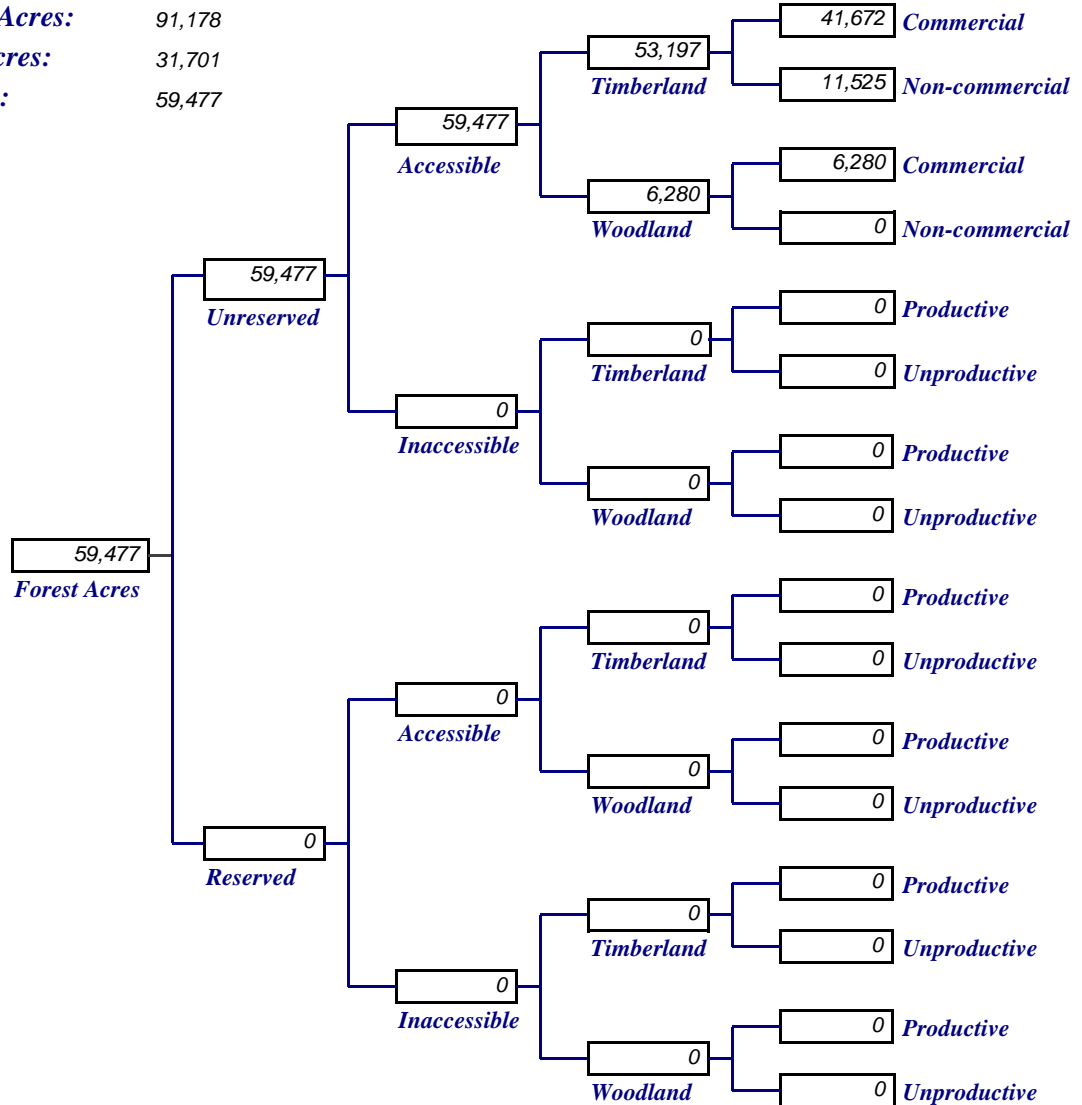 Acres: 91,178
cres: 31,701
: 59,477
41,672 Commercial
53,197
Timberland
11,525 Non-commercial
59,477
Accessible
6,280 Commercial
6,280
Woodland
0 Non-commercial
59,477
Unreserved
0 Productive
0
Timberland
0 Unproductive
0
Inaccessible
0 Productive
0
Woodland
0 Unproductive
59,477
Forest Acres
0 Productive
0
Timberland
0 Unproductive
0
Accessible
0 Productive
0
Woodland
0 Unproductive
0
Reserved
0 Productive
0
Timberland
0 Unproductive
0
Inaccessible
0 Productive
0
Woodland
0 Unproductive